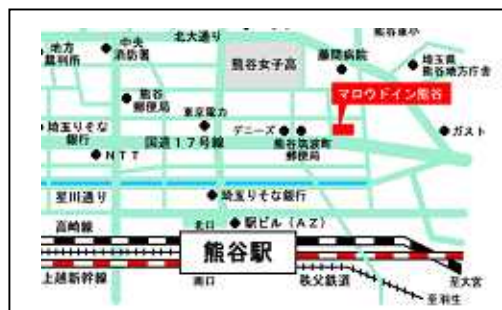 北大通り
地方
裁判所
中央
消防署
熊谷女子高
藤間病院
埼玉県
熊谷地方庁舎
熊谷
郵便局
マロウドイン熊谷
東京電力
埼玉りそな
銀行
国道17号線
デニーズ
熊谷筑波町
郵便局
ガスト
NTT
星川通り
埼玉りそな銀行
高崎線
北口
駅ビル(AZ)
熊谷駅
上越新幹線
南口
秩父鉄道
至大宮
至羽生